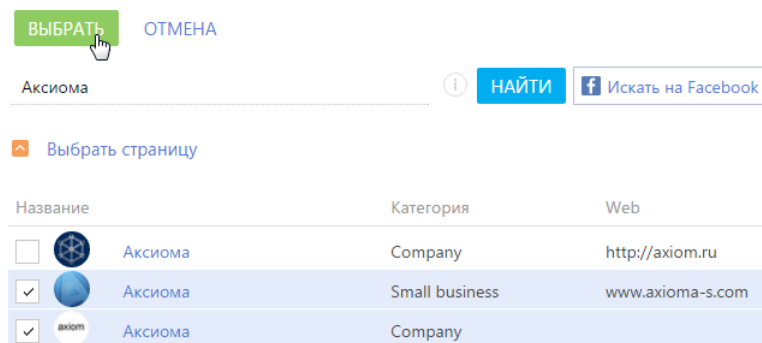 ВЫБРАТЬ ОТМЕНА
Аксиома i НАЙТИ f Искать на Facebook
Выбрать страницу
Название Категория Web
Аксиома Company http://axiom.ru
Аксиома Small business www.axioma-s.com
axiom Аксиома Company